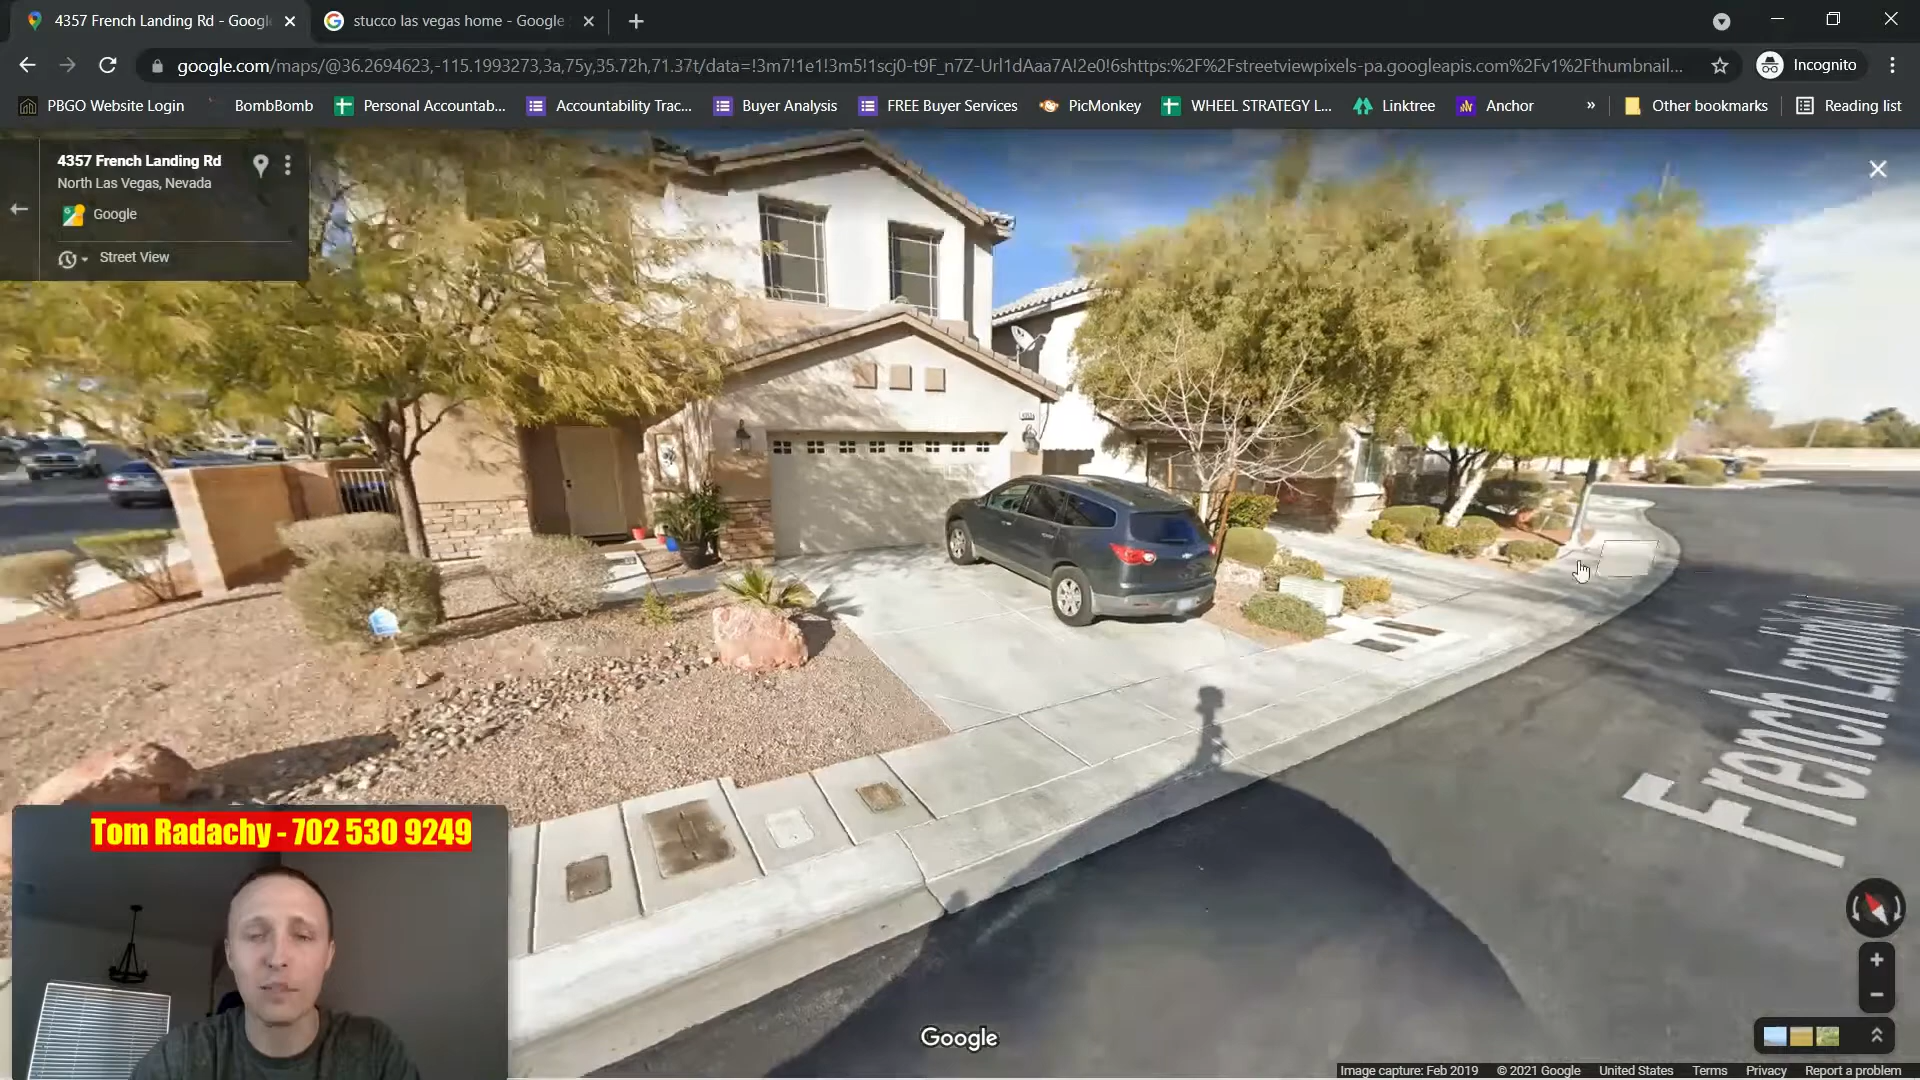 4357 French Landing Rd - Googl
stucco las vegas home - Google
google.com/maps/@36.2694623,-115.1993273,3a,75y,35.72h,71.37t/data=!3m7!1e1!3m5!1scj0-t9F_n7Z-Url1dAaa7A!2e0!6shttps:%2F%2Fstreetviewpixels-pa.googleapis.com%2Fv1%2Fthumbnail...
Incognito
PBGO Website Login
BombBomb
Personal Accountab...
Accountability Trac...
Buyer Analysis
FREE Buyer Services
PicMonkey
WHEEL STRATEGY L...
Linktree
Anchor
»
Other bookmarks
Reading list
4357 French Landing Rd
North Las Vegas, Nevada
Google
Street View
French Landing
Tom Radachy - 702 530 9249
Google
Image capture: Feb 2019 © 2021 Google United States Terms Privacy Report a problem